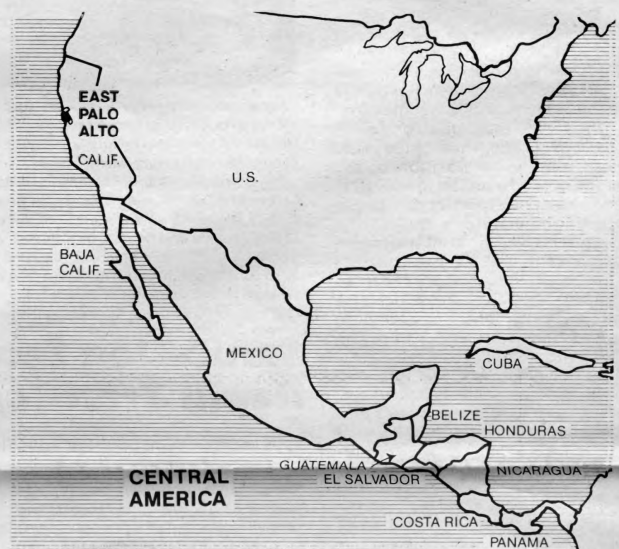 EAST
PALO
ALTO
CALIF.
U.S.
BAJA
CALIF.
MEXICO
CUBA
BELIZE
HONDURAS
GUATEMALA
EL SALVADOR
NICARAGUA
CENTRAL
AMERICA
COSTA RICA
PANAMA